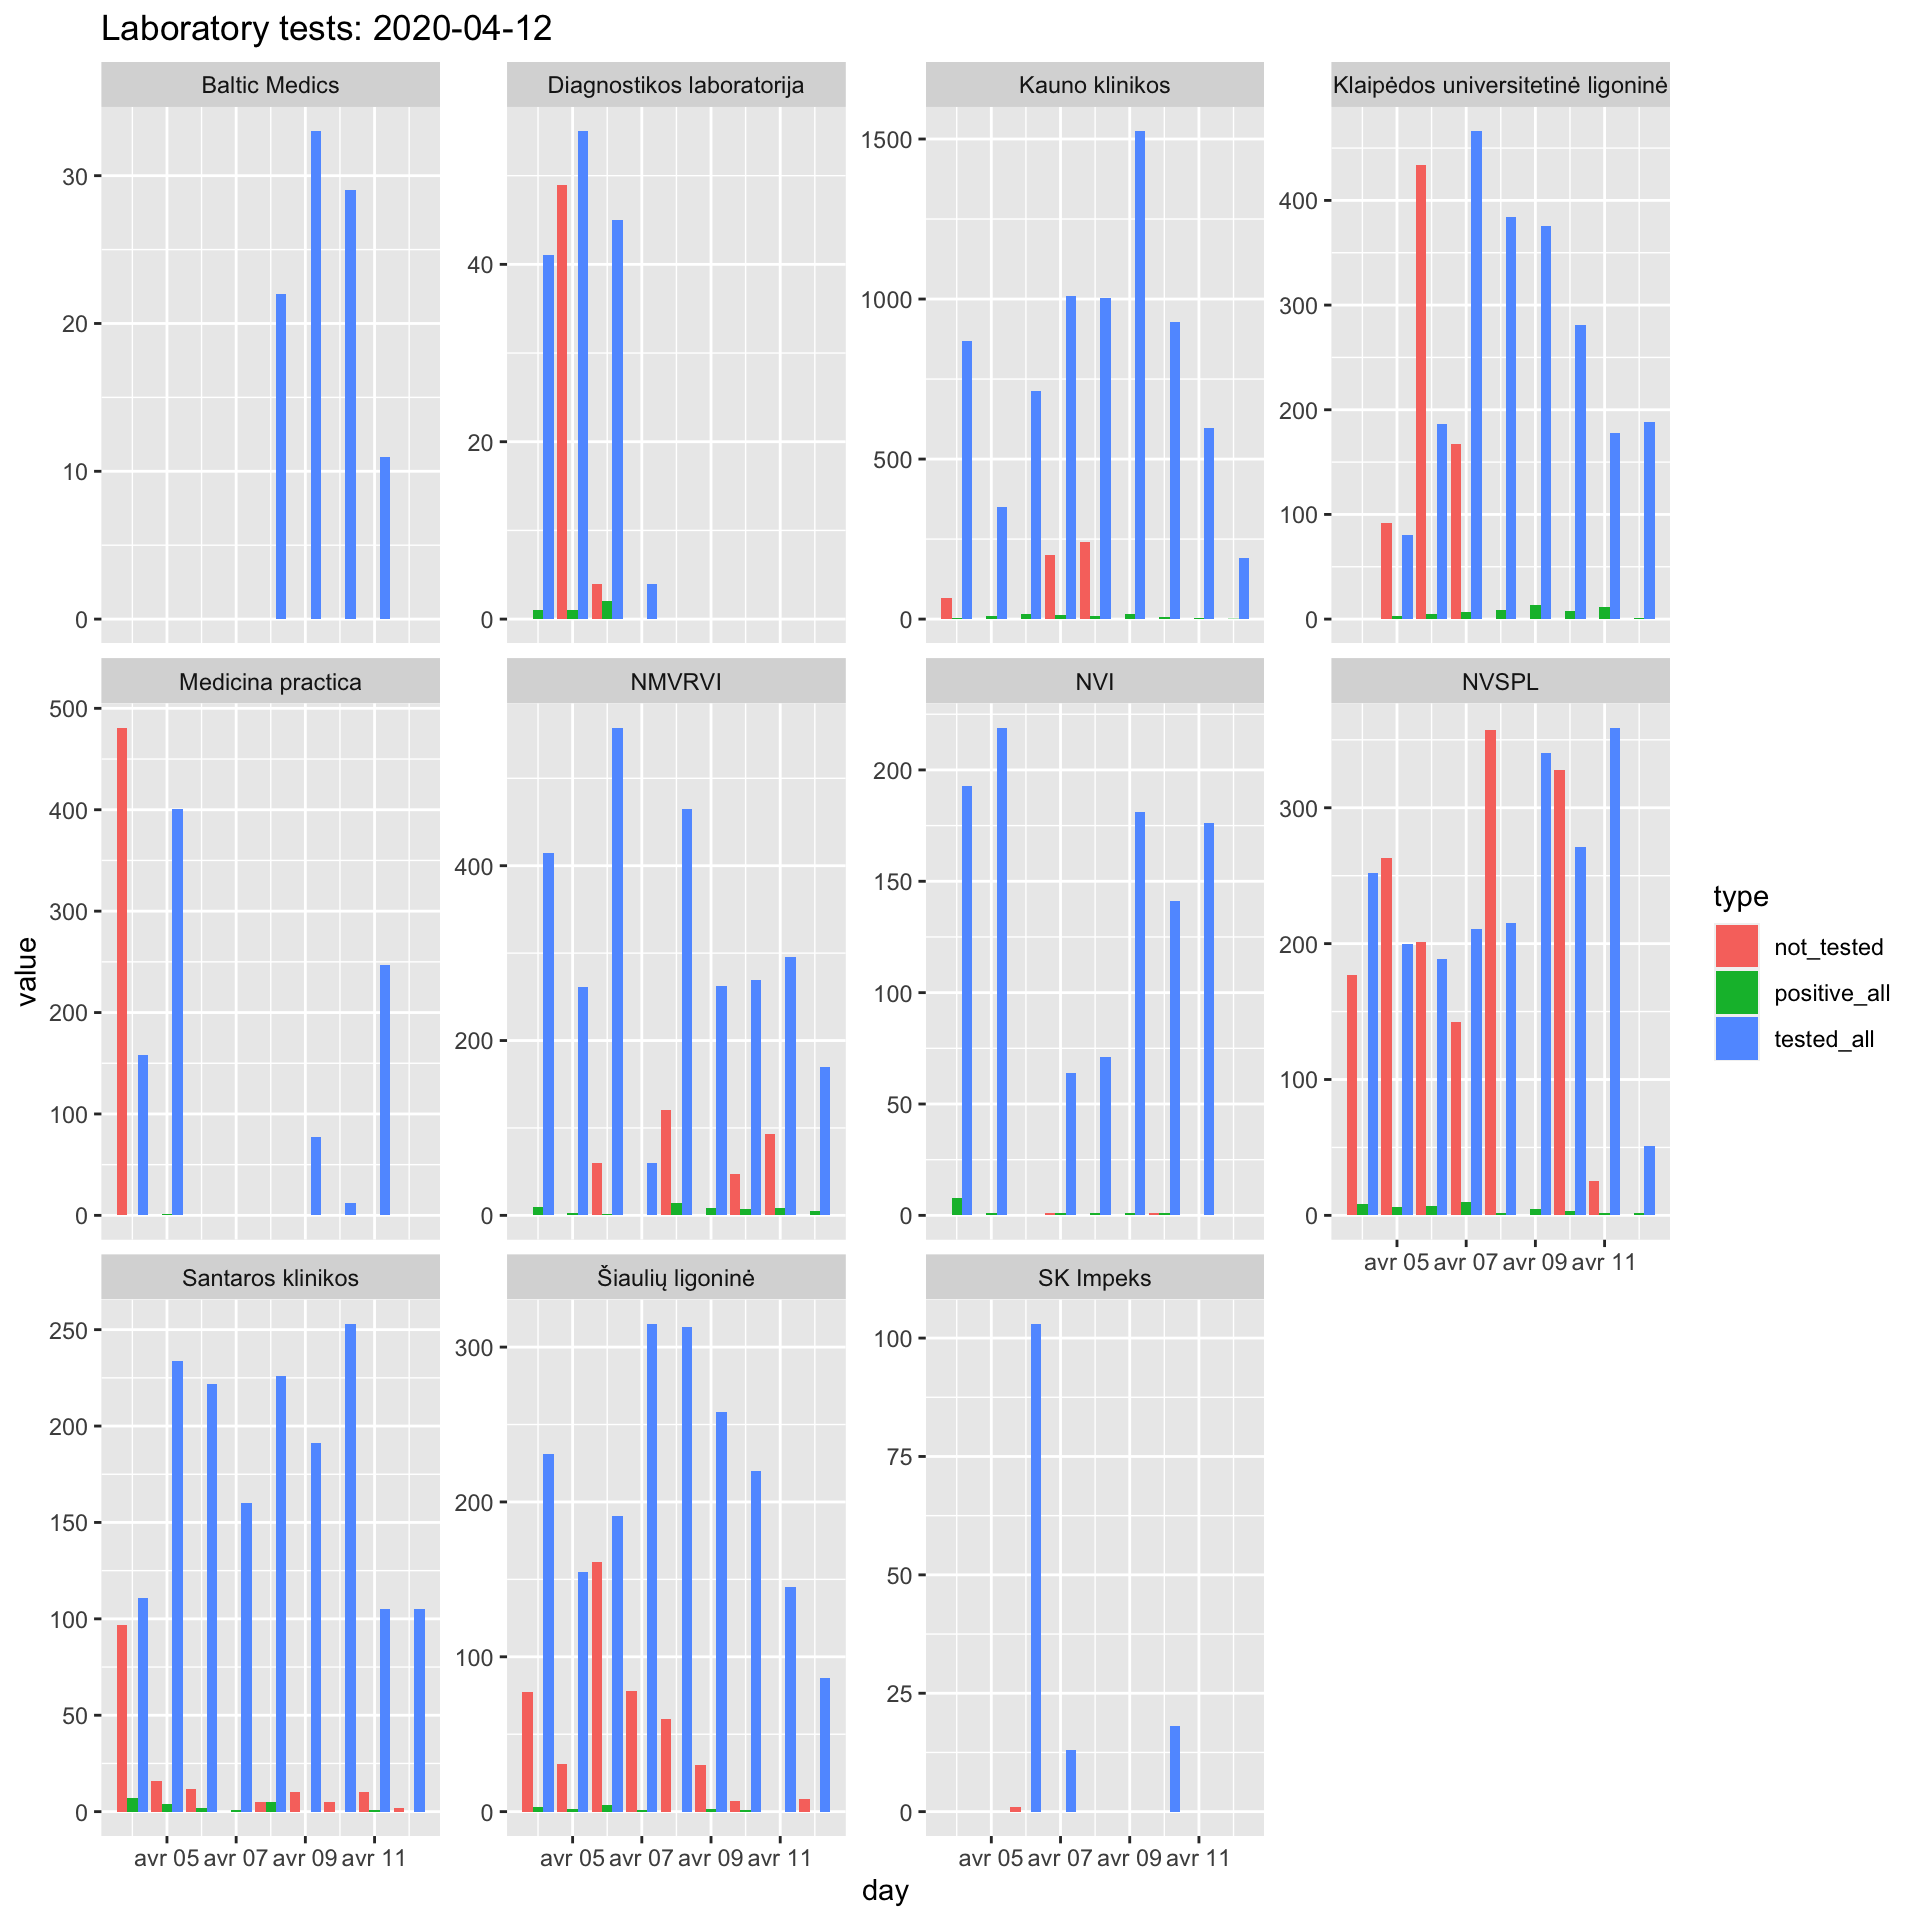 Laboratory tests: 2020-04-12
Baltic Medics
Diagnostikos laboratorija
Kauno klinikos
Klaipėdos universitetinė ligoninė
30
20
10
0
40
20
0
1500
1000
500
0
400
300
200
100
0
Medicina practica
NMVRVI
NVI
NVSPL
500
400
300
200
100
0
400
200
0
200
150
100
50
0
300
200
100
0
avr 05 avr 07 avr 09 avr 11
Santaros klinikos
Šiaulių ligoninė
SK Impeks
250
200
150
100
50
0
300
200
100
0
100
75
50
25
0
avr 05 avr 07 avr 09 avr 11
avr 05 avr 07 avr 09 avr 11
avr 05 avr 07 avr 09 avr 11
day
value
type
not_tested
positive_all
tested_all